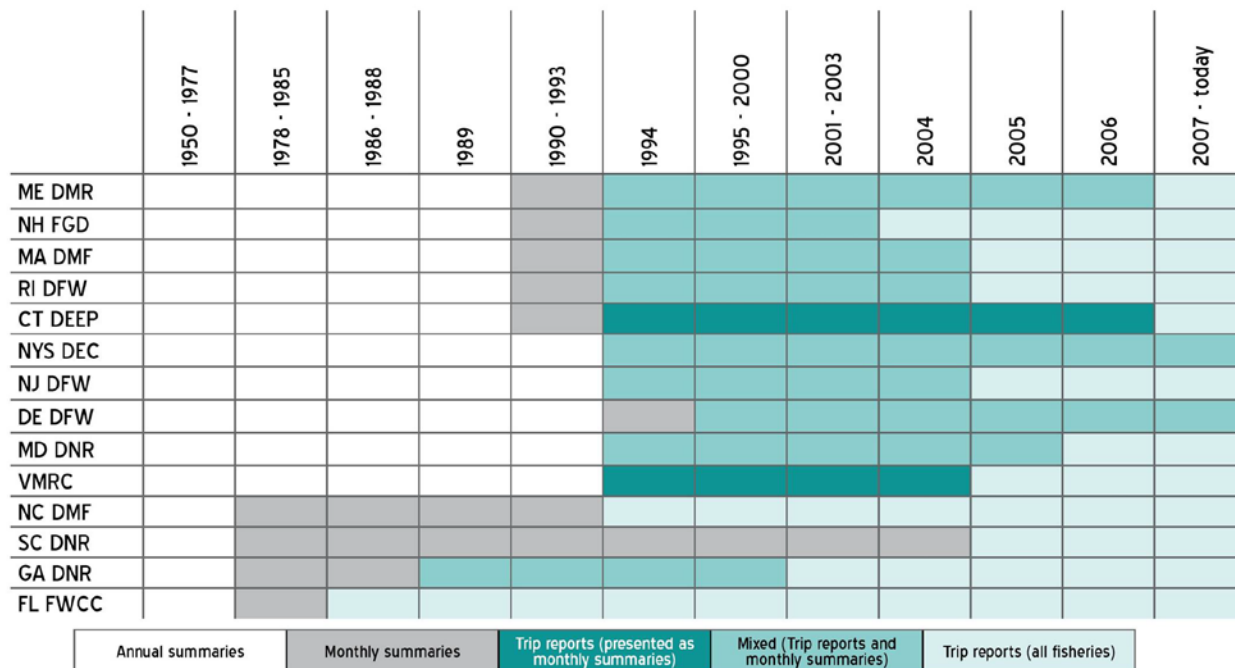 1950 - 1977
1978 - 1985
1986 - 1988
1989
1990 - 1993
1994
1995 - 2000
2001 - 2003
2004
2005
2006
2007 - today
ME DMR
NH FGD
MA DMF
RI DFW
CT DEEP
NYS DEC
NJ DFW
DE DFW
MD DNR
VMRC
NC DMF
SC DNR
GA DNR
FL FWCC
Annual summaries
Monthly summaries
Trip reports (presented as
monthly summaries)
Mixed (Trip reports and
monthly summaries)
Trip reports (all fisheries)